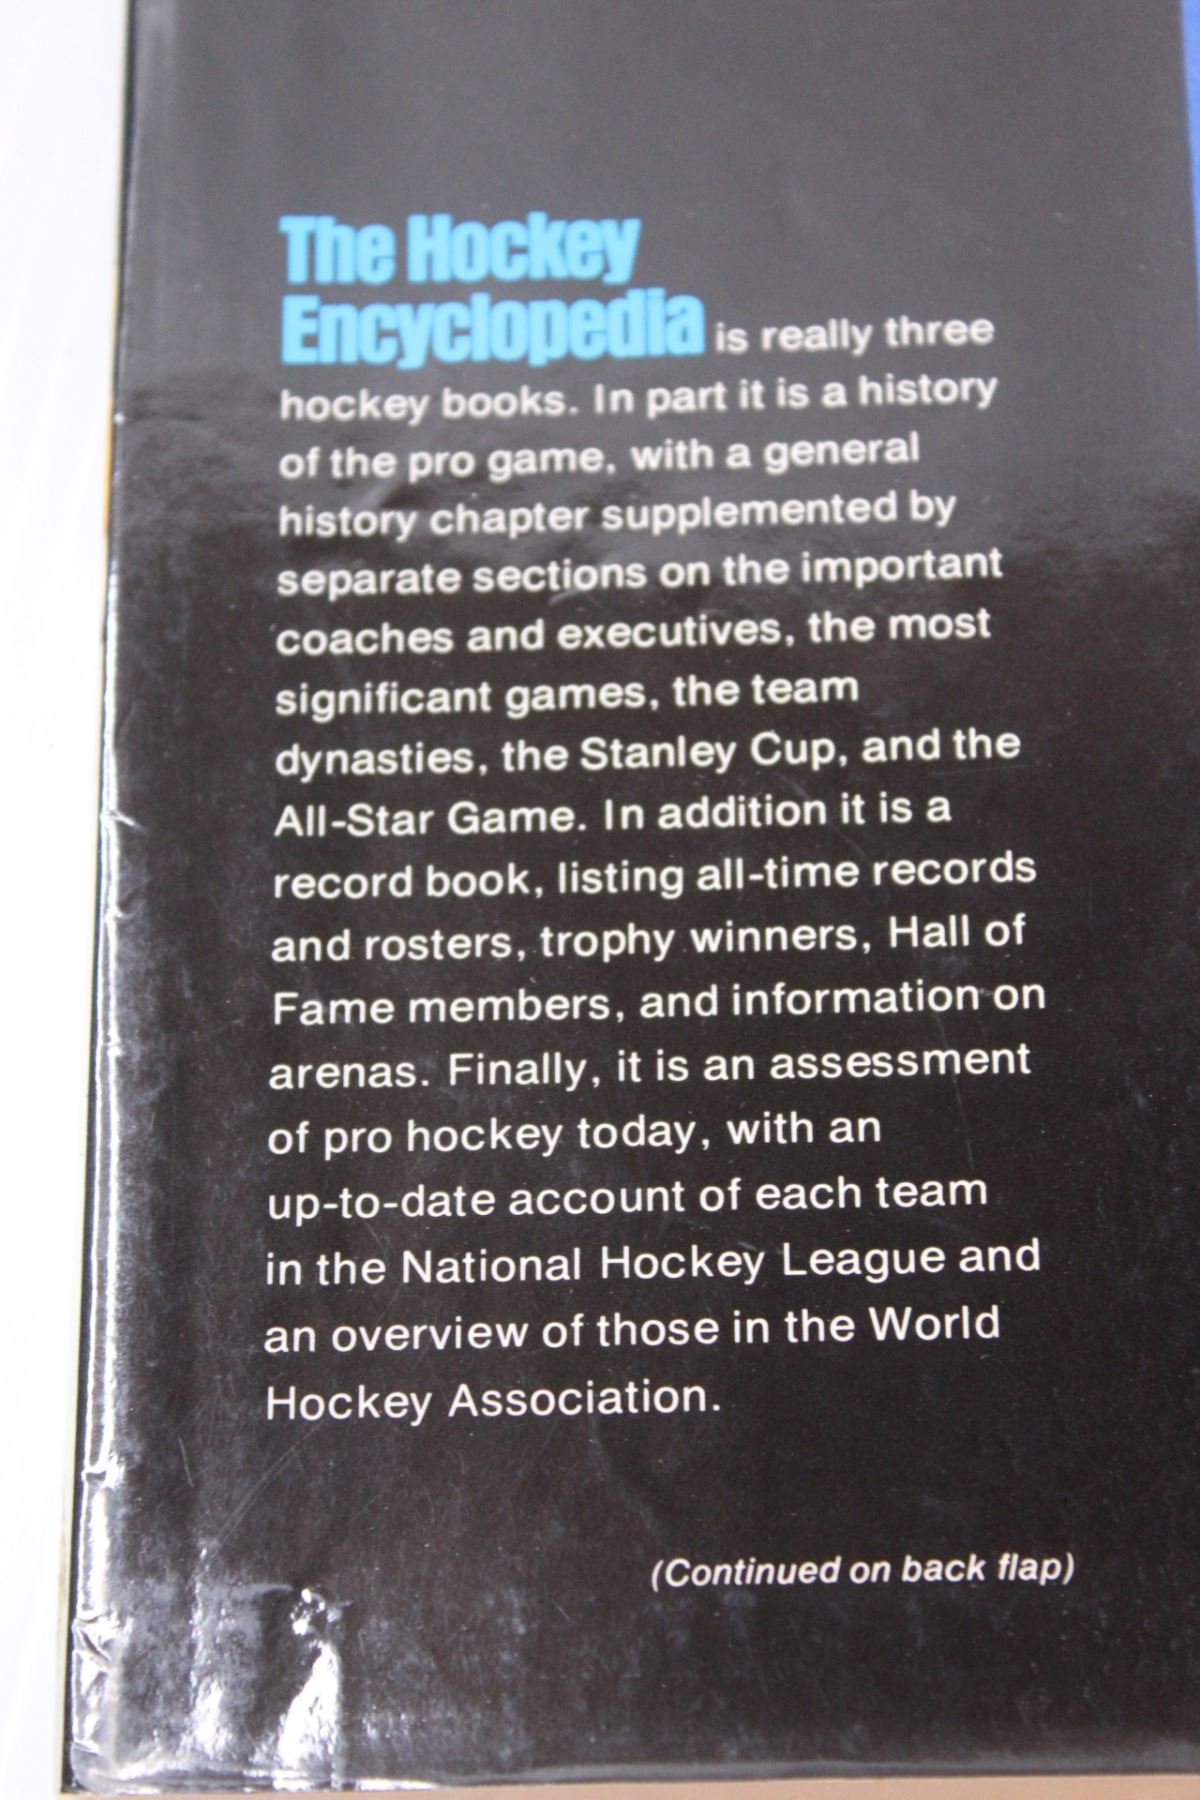 The Hockey
Encyclopedia is really three
hockey books. In part it is a history
of the pro game, with a general
history chapter supplemented by
separate sections on the important
coaches and executives, the most
significant games, the team
dynasties, the Stanley Cup, and the
All-Star Game. In addition it is a
record book, listing all-time records
and rosters, trophy winners, Hall of
Fame members, and information on
arenas. Finally, it is an assessment
of pro hockey today, with an
up-to-date account of each team
in the National Hockey League and
an overview of those in the World
Hockey Association.
(Continued on back flap)